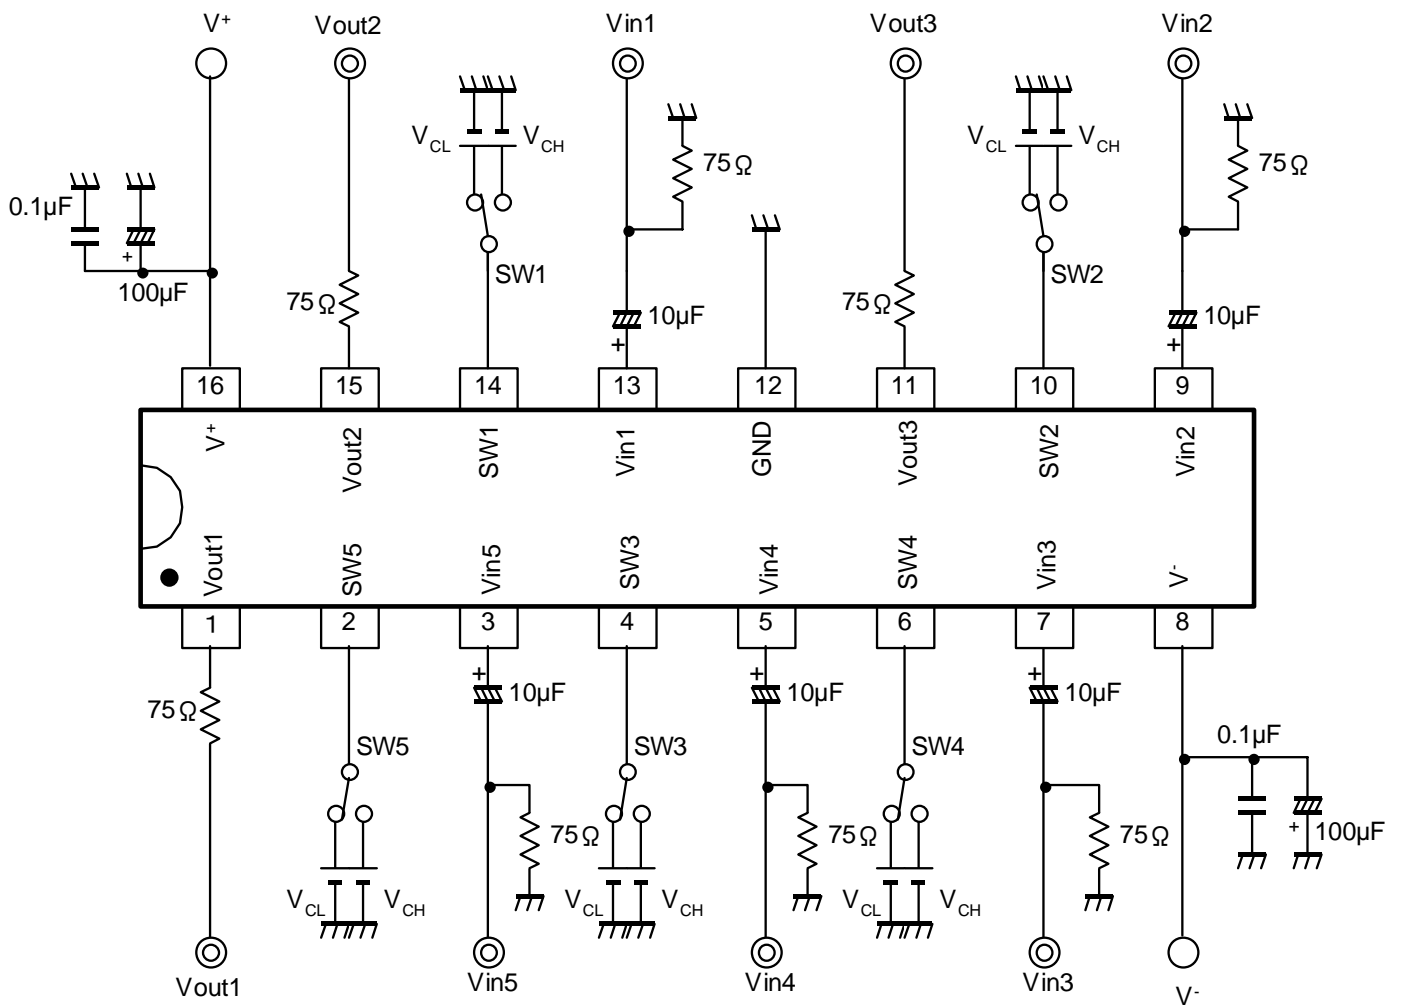 V+ Vout2 Vin1 Vout3 Vin2
VCL VCH VCL VCH
75Ω 75Ω
0.1µF
+
100µF
SW1 SW2
75Ω 10µF 75Ω 10µF
+ +
16 15 14 13 12 11 10 9
V+ Vout2 SW1 Vin1 GND Vout3 SW2 Vin2
Vout1 SW5 Vin5 SW3 Vin4 SW4 Vin3 V-
1 2 3 4 5 6 7 8
+ + +
75Ω 10µF 10µF 10µF
SW5 SW3 SW4 0.1µF
75Ω 75Ω 75Ω + 100µF
VCL VCH VCL VCH VCL VCH
Vout1 Vin5 Vin4 Vin3 V-